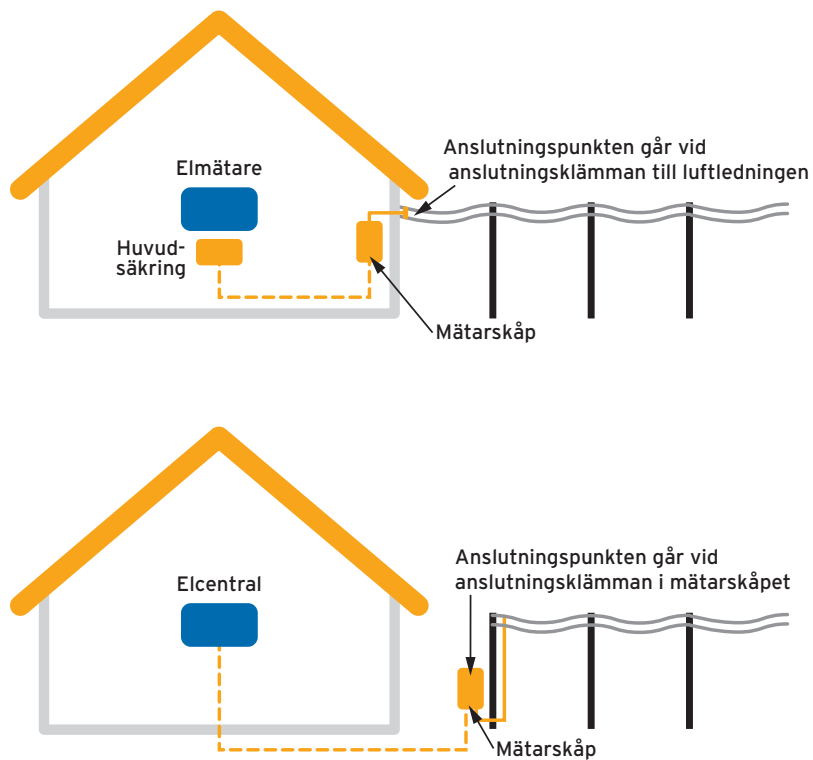 Anslutningspunkten går vid
anslutningsklämman till luftledningen
Elmätare
Huvud-
säkring
Mätarskåp
Anslutningspunkten går vid
anslutningsklämman i mätarskåpet
Elcentral
Mätarskåp